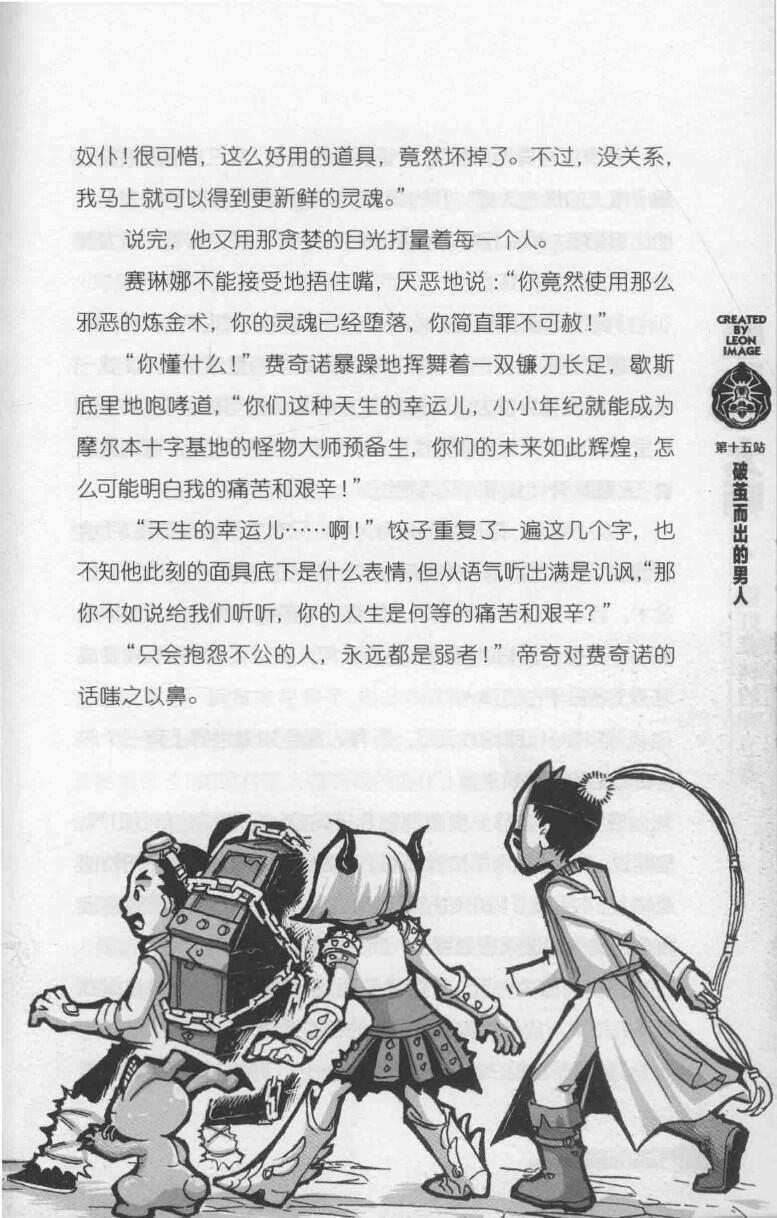 奴仆！很可惜，这么好用的道具，竟然坏掉了。不过，没关系，
我马上就可以得到更新鲜的灵魂。”
说完，他又用那贪婪的目光打量着每一个人。
赛琳娜不能接受地捂住嘴，厌恶地说：“你竟然使用那么
邪恶的炼金术，你的灵魂已经堕落，你简直罪不可赦！”
“你懂什么！”费奇诺暴躁地挥舞着一双镰刀长足，歇斯
底里地咆哮道，“你们这种天生的幸运儿，小小年纪就能成为
摩尔本十字基地的怪物大师预备生，你们的未来如此辉煌，怎
么可能明白我的痛苦和艰辛！”
“天生的幸运儿……啊！”饺子重复了一遍这几个字，也
不知他此刻的面具底下是什么表情，但从语气听出满是讥讽，“那
你不如说给我们听听，你的人生是何等的痛苦和艰辛？”
“只会抱怨不公的人，永远都是弱者！”帝奇对费奇诺的
话嗤之以鼻。
CREATED
BY
LEON
IMAGE
第十五站
破茧而出的男人